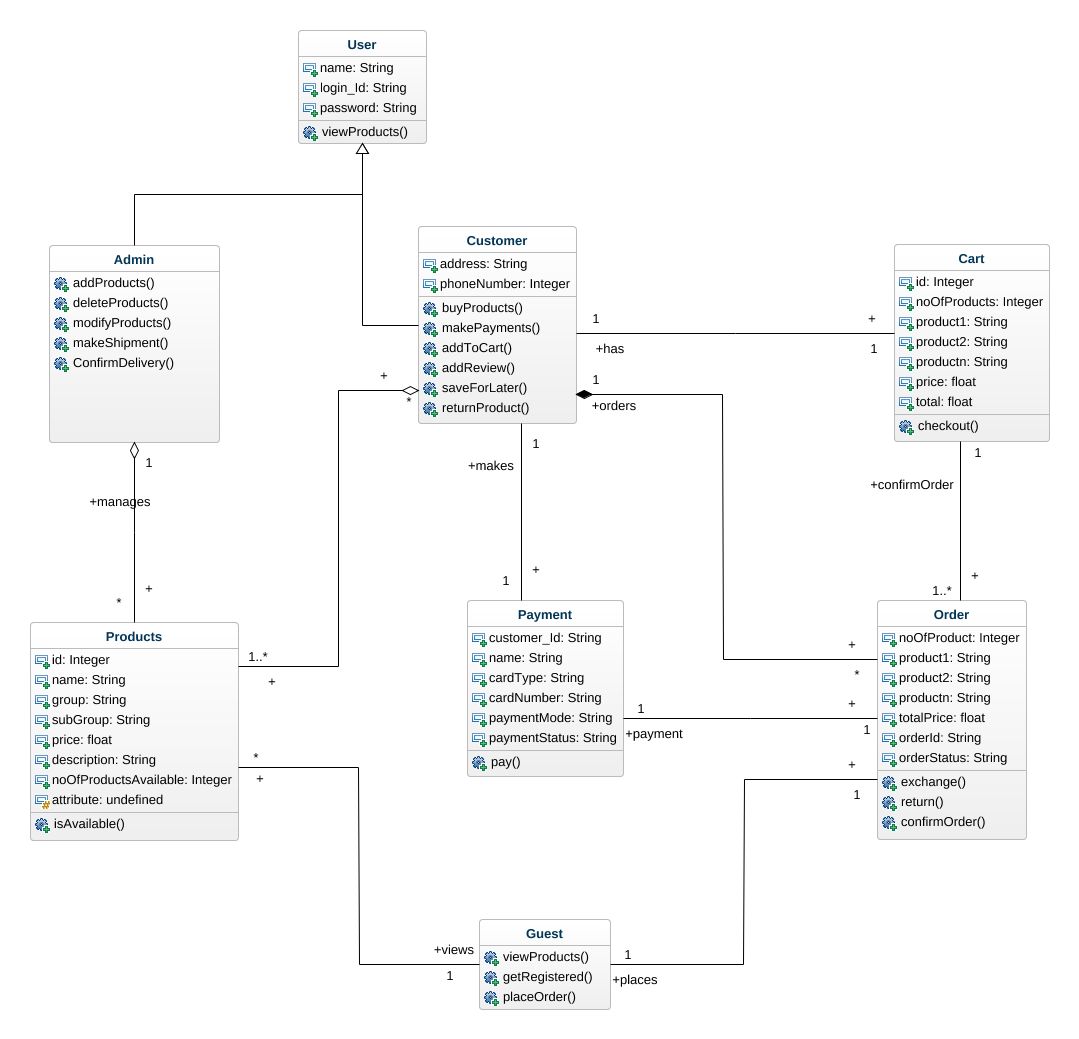 User
name: String
login_Id: String
password: String
viewProducts()
Admin
addProducts()
deleteProducts()
modifyProducts()
makeShipment()
ConfirmDelivery()
Customer
address: String
phoneNumber: Integer
buyProducts()
makePayments()
addToCart()
addReview()
saveForLater()
returnProduct()
Cart
id: Integer
noOfProducts: Integer
product1: String
product2: String
productn: String
price: float
total: float
checkout()
1
+
+has
1
+
*
1
+orders
1
+manages
+
*
1
+makes
+
1
1
+confirmOrder
+
1..*
Products
id: Integer
name: String
group: String
subGroup: String
price: float
description: String
noOfProductsAvailable: Integer
attribute: undefined
isAvailable()
1..*
+
*
+
Payment
customer_Id: String
name: String
cardType: String
cardNumber: String
paymentMode: String
paymentStatus: String
pay()
1
+payment
+
*
+
1
+
1
Order
noOfProduct: Integer
product1: String
product2: String
productn: String
totalPrice: float
orderId: String
orderStatus: String
exchange()
return()
confirmOrder()
+views
1
Guest
viewProducts()
getRegistered()
placeOrder()
1
+places